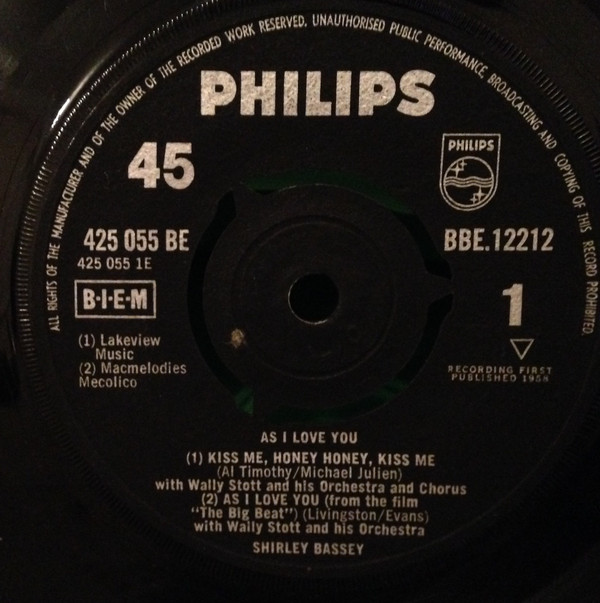 ALL RIGHTS OF THE MANUFACTURER AND OF THE OWNER OF THE RECORDED WORK RESERVED. UNAUTHORISED PUBLIC PERFORMANCE, BROADCASTING AND COPYING OF THIS RECORD PROHIBITED.
PHILIPS
45
PHILIPS
425 055 BE
BBE.12212
425 055 1E
B·I·E·M
1
(1) Lakeview
Music
(2) Macmelodies
Mecolico
RECORDING FIRST
PUBLISHED 1958
AS I LOVE YOU
(1) KISS ME, HONEY HONEY, KISS ME
(Al Timothy/Michael Julien)
with Wally Stott and his Orchestra and Chorus
(2) AS I LOVE YOU (from the film
"The Big Beat") (Livingston/Evans)
with Wally Stott and his Orchestra
SHIRLEY BASSEY